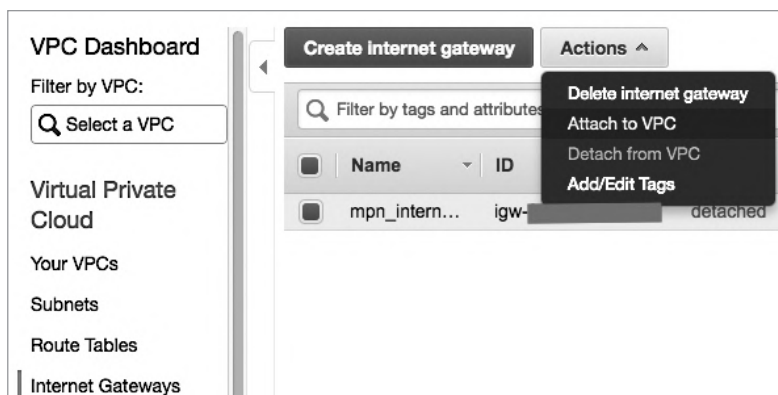 VPC Dashboard
Filter by VPC:
Select a VPC
Virtual Private
Cloud
Your VPCs
Subnets
Route Tables
Internet Gateways
Create internet gateway Actions
Filter by tags and attributes
Delete internet gateway
Attach to VPC
Detach from VPC
Add/Edit Tags
Name ID
mpn_intern... igw- detached